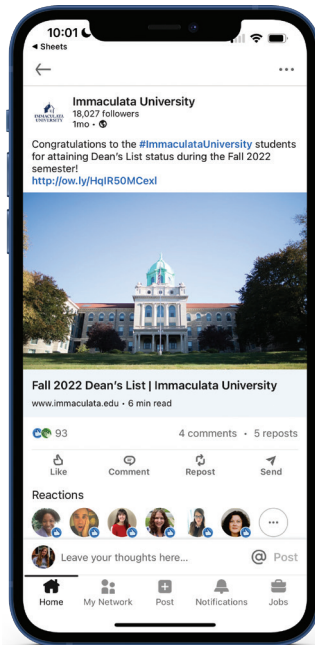 10:01
◄ Sheets
IMMACULATA
UNIVERSITY
Immaculata University
18,027 followers
1mo •
Congratulations to the #ImmaculataUniversity students
for attaining Dean's List status during the Fall 2022
semester!
http://ow.ly/HqIR50MCexl
Fall 2022 Dean's List | Immaculata University
www.immaculata.edu • 6 min read
93
4 comments • 5 reposts
Like
Comment
Repost
Send
Reactions
Leave your thoughts here...
@ Post
Home
My Network
Post
Notifications
Jobs